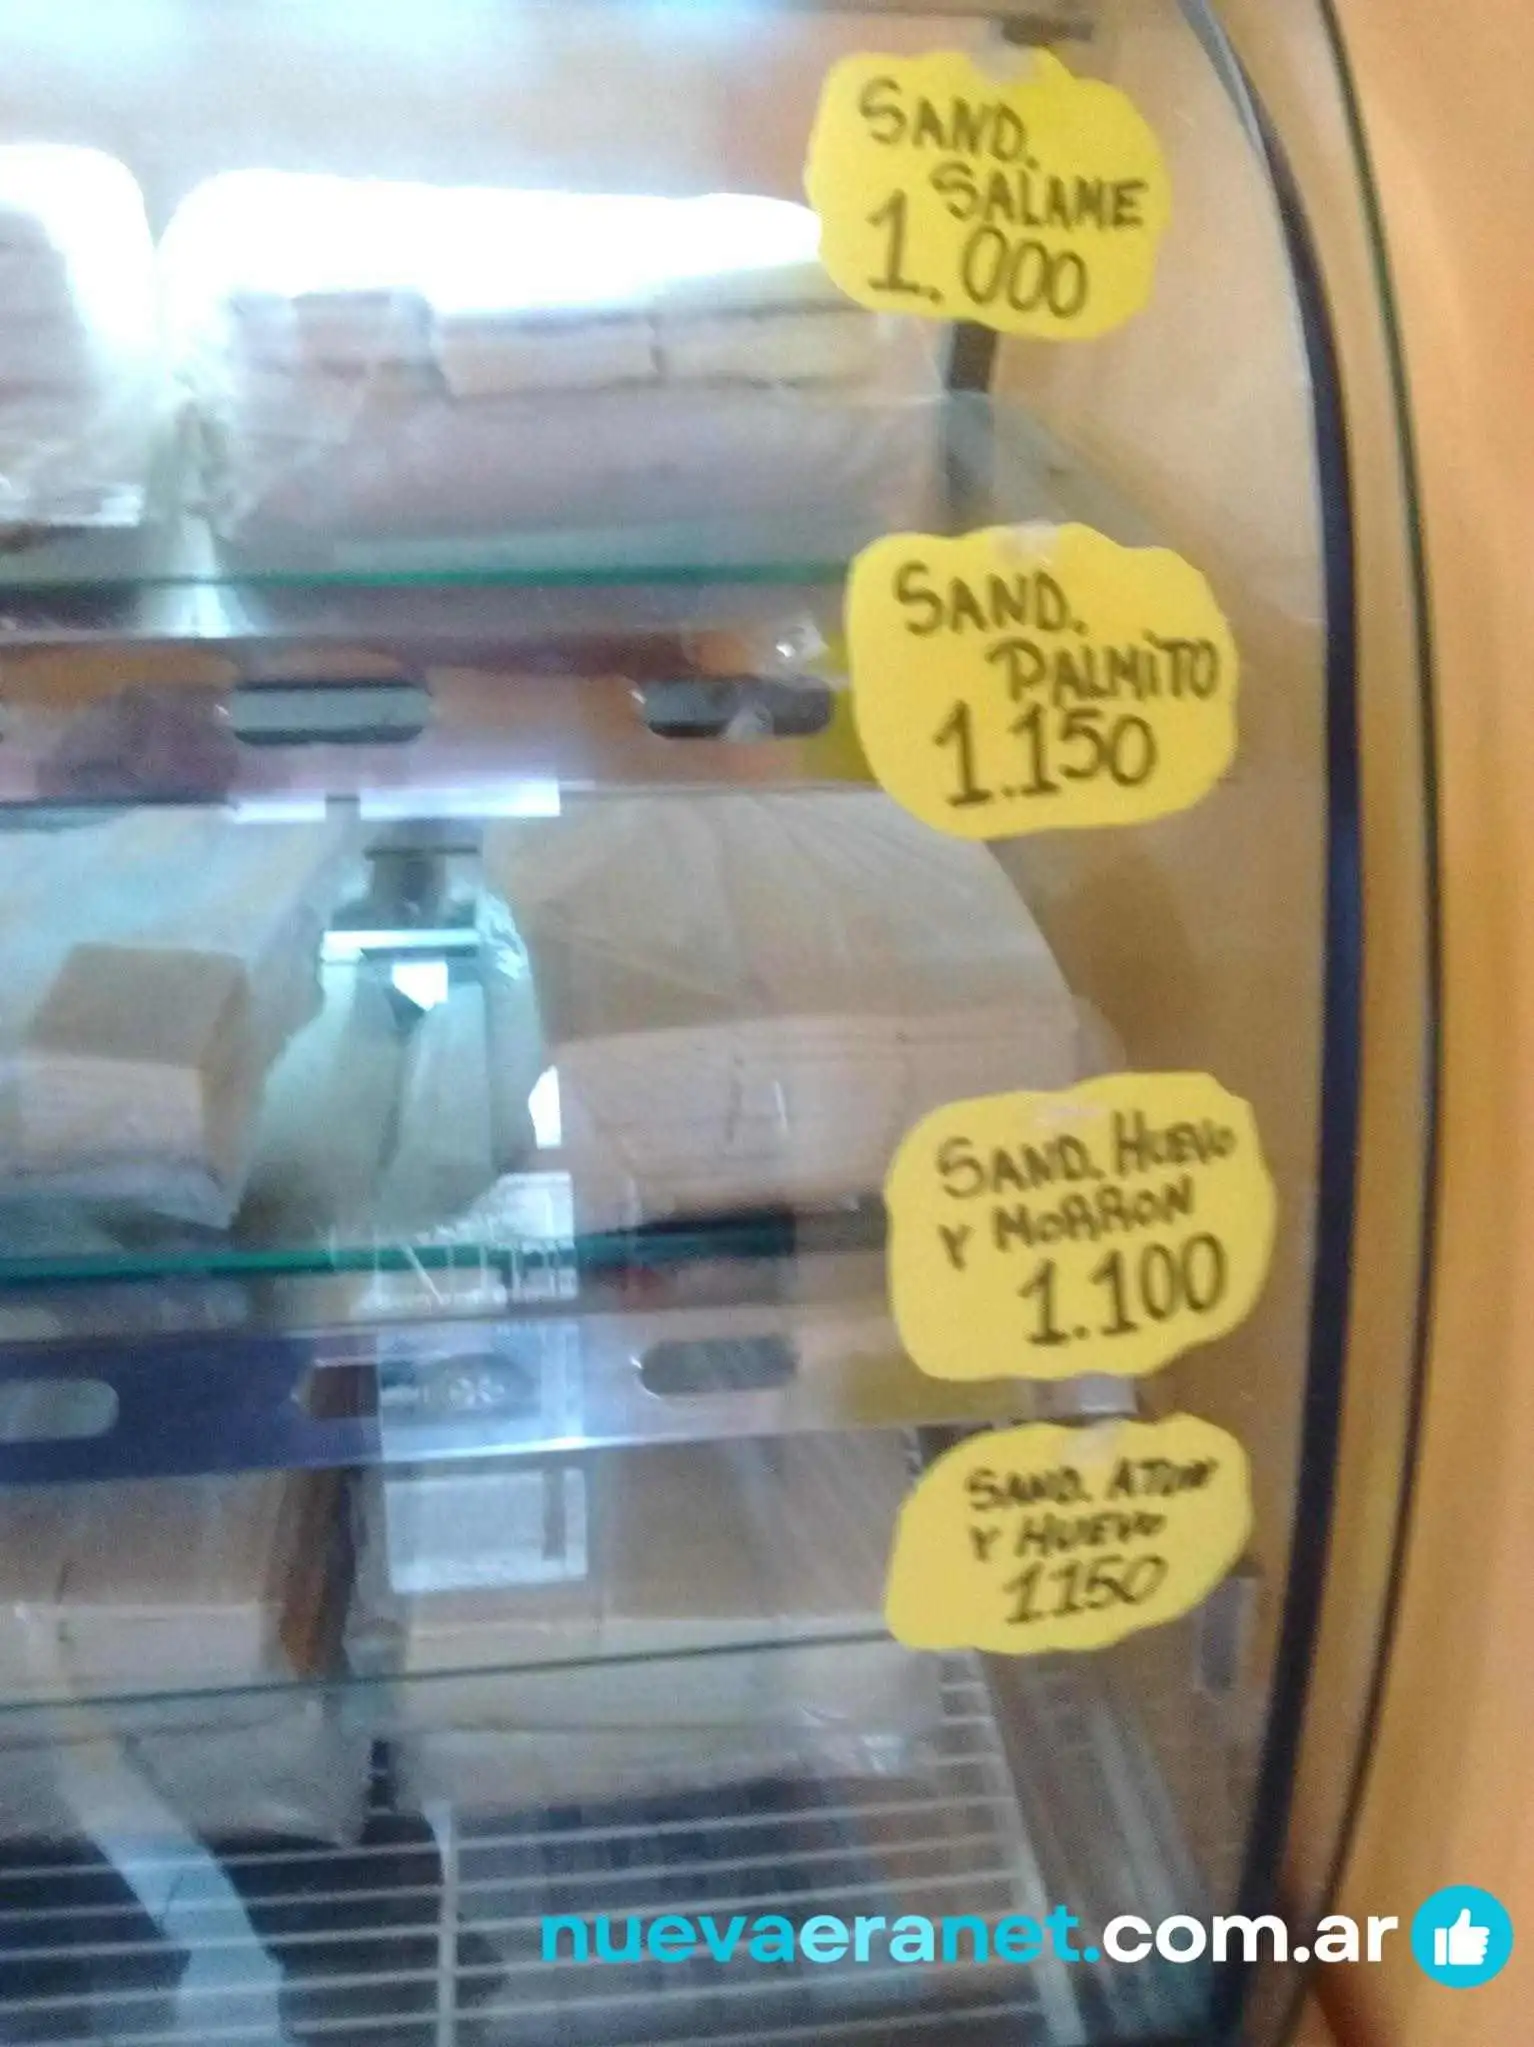 SAND.
SALAME
1.000
SAND.
PALMITO
1.150
SAND. HUEVO
Y MORRON
1.100
SAND. ATUN
Y HUEVO
1150
nuevaeranet.com.ar